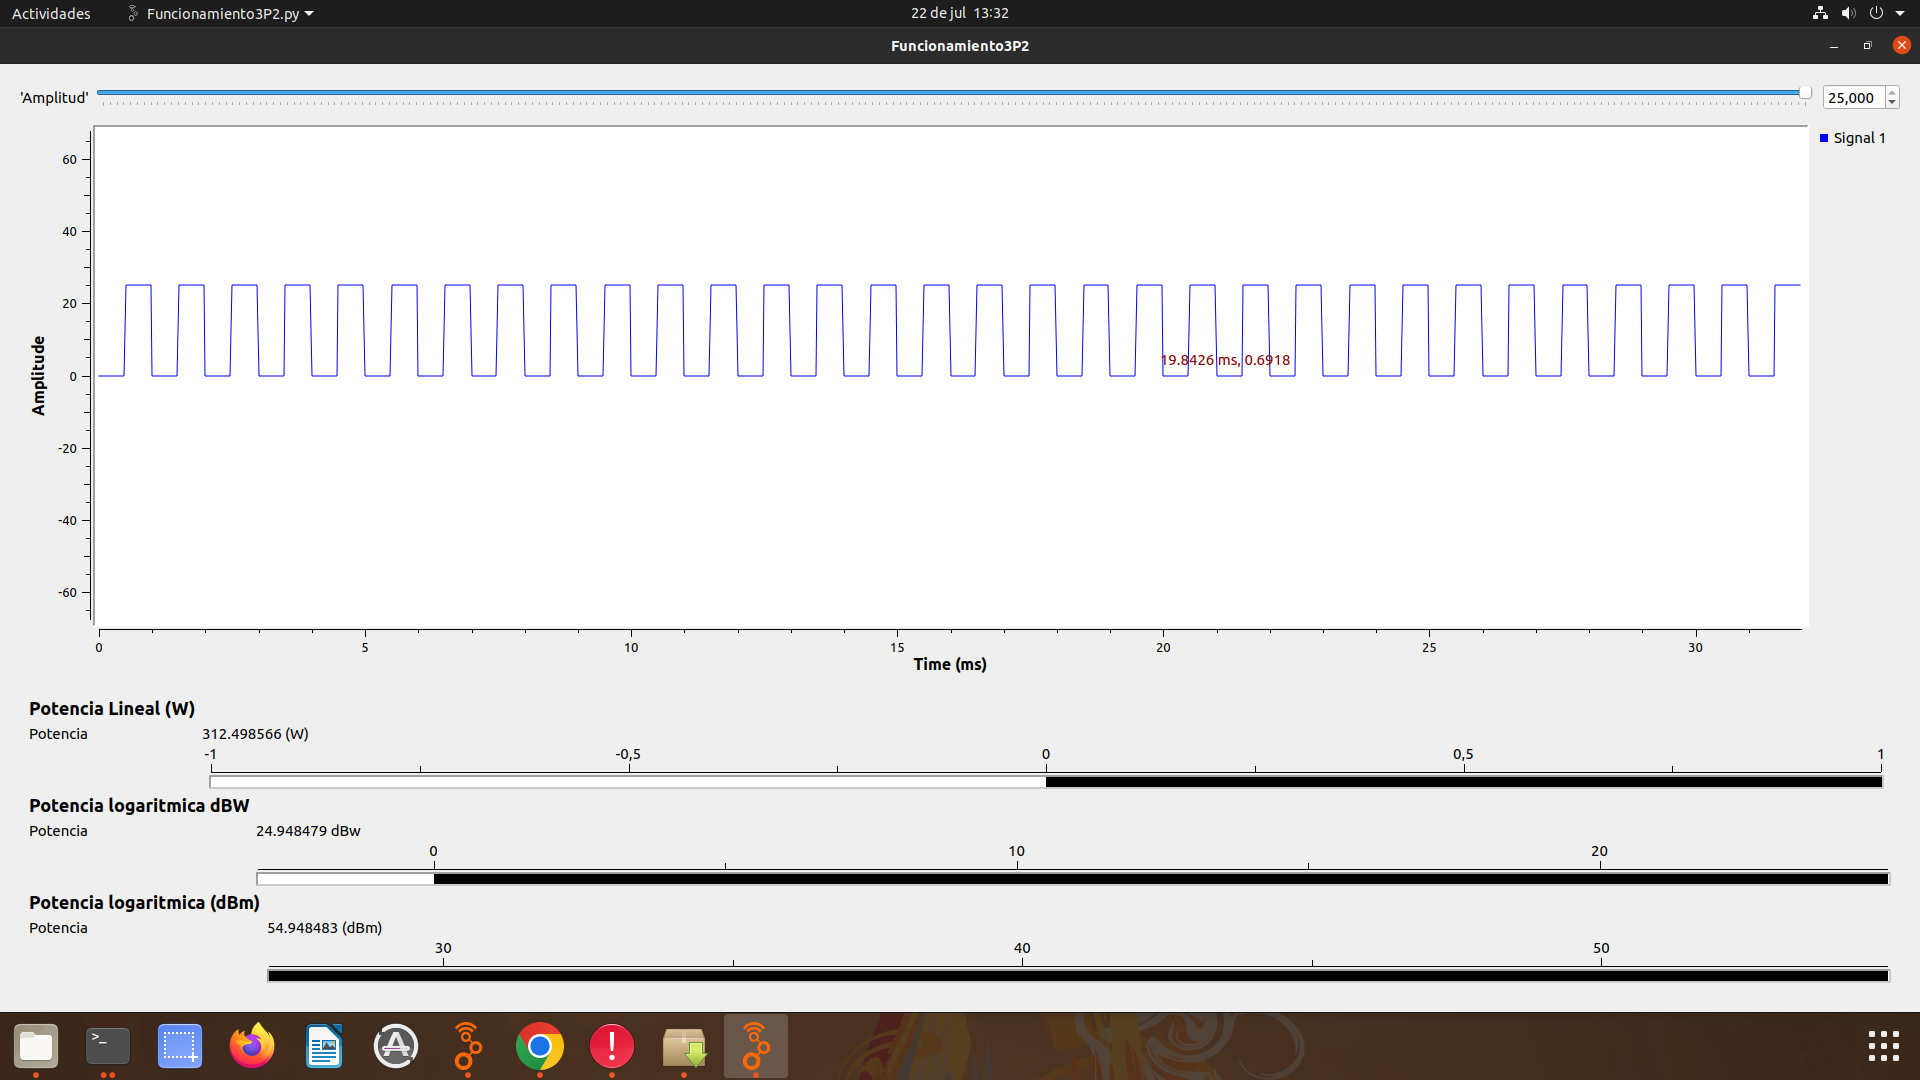 Actividades Funcionamiento3P2.py 22 de jul 13:32
Funcionamiento3P2
'Amplitud' 25,000
Signal 1
60
40
20
0
-20
-40
-60
Amplitude
19.8426 ms, 0.6918
0 5 10 15 20 25 30
Time (ms)
Potencia Lineal (W)
Potencia 312.498566 (W)
-1 -0,5 0 0,5 1
Potencia logaritmica dBW
Potencia 24.948479 dBw
0 10 20
Potencia logaritmica (dBm)
Potencia 54.948483 (dBm)
30 40 50